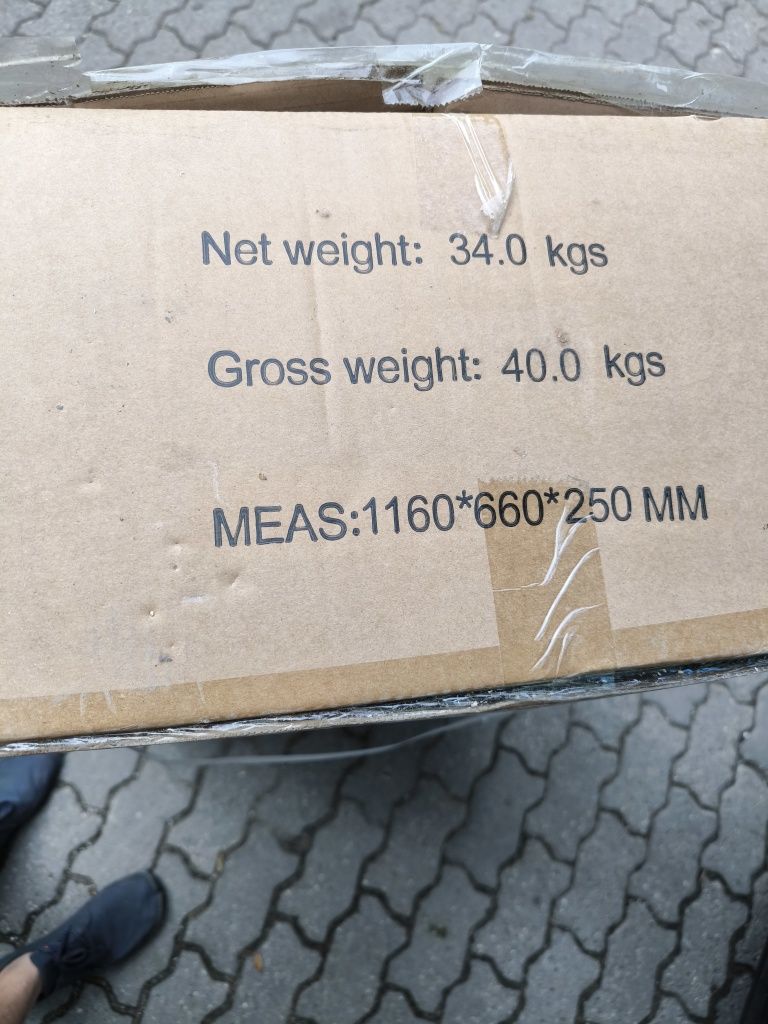 Net weight: 34.0 kgs
Gross weight: 40.0 kgs
MEAS:1160*660*250 MM